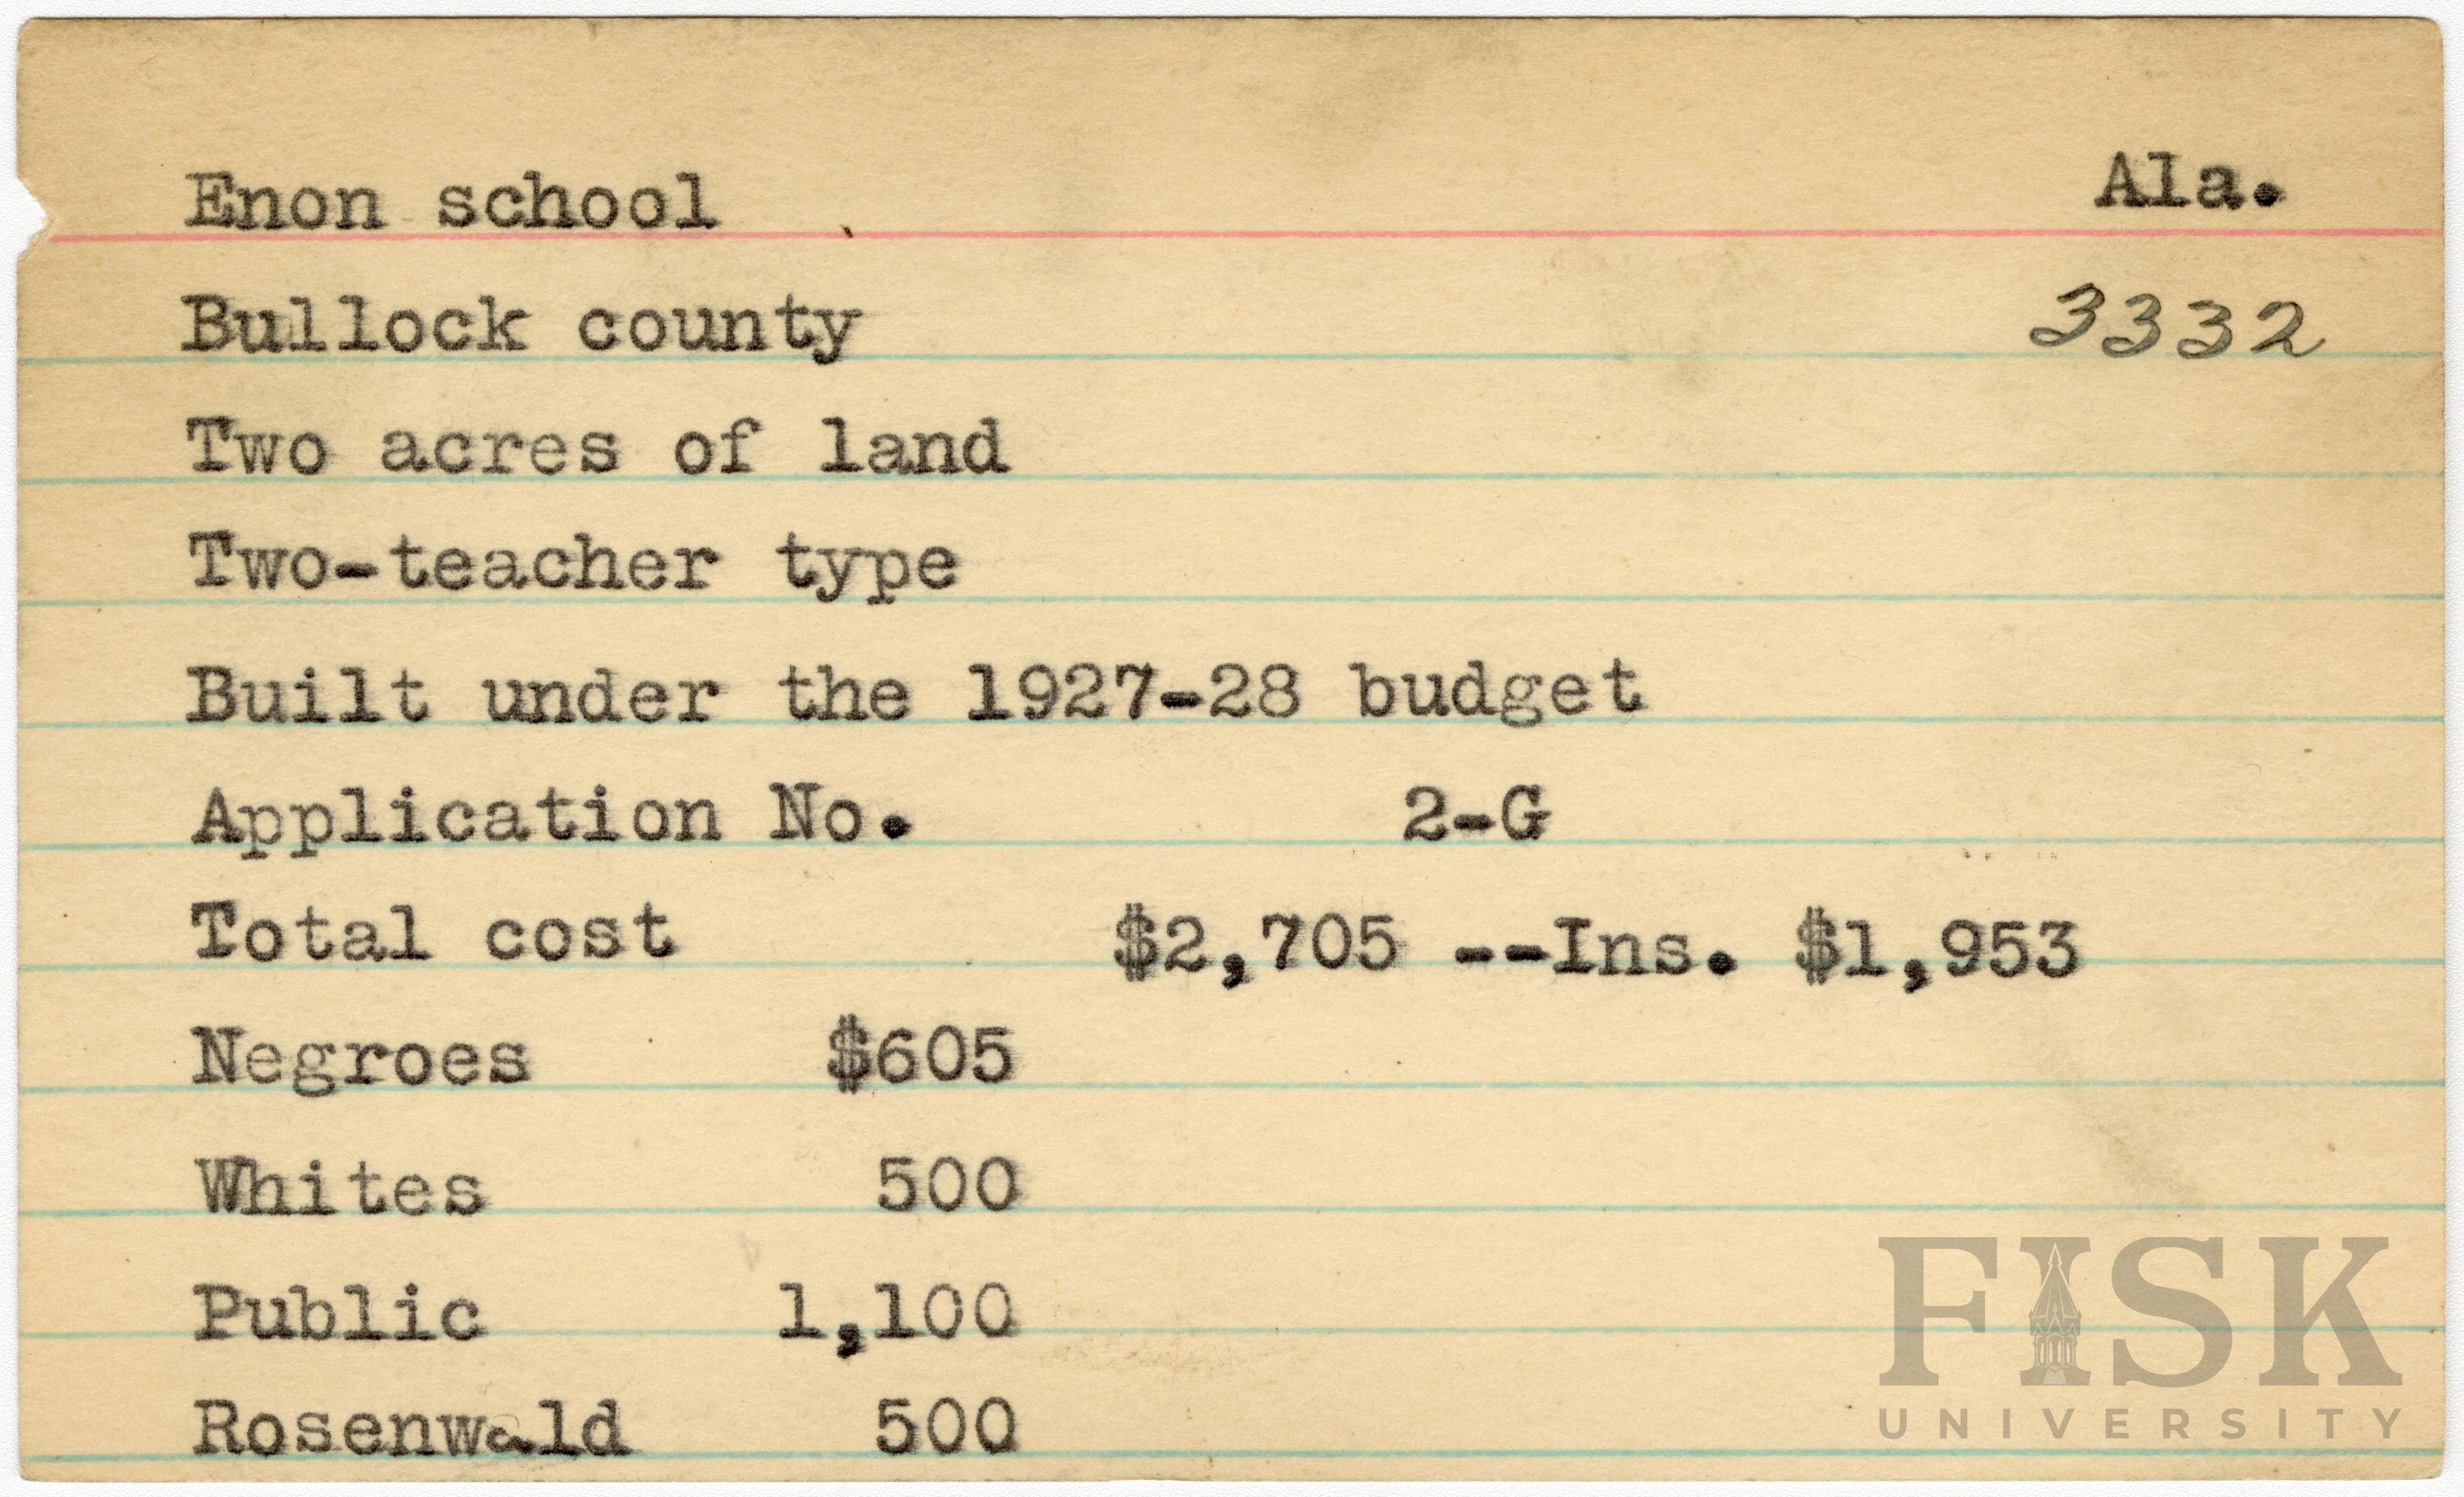 Enon school Ala.
Bullock county 3332
Two acres of land
Two-teacher type
Built under the 1927-28 budget
Application No. 2-G
Total cost $2,705 --Ins. $1,953
Negroes $605
Whites 500
Public 1,100
Rosenwald 500
FISK
UNIVERSITY